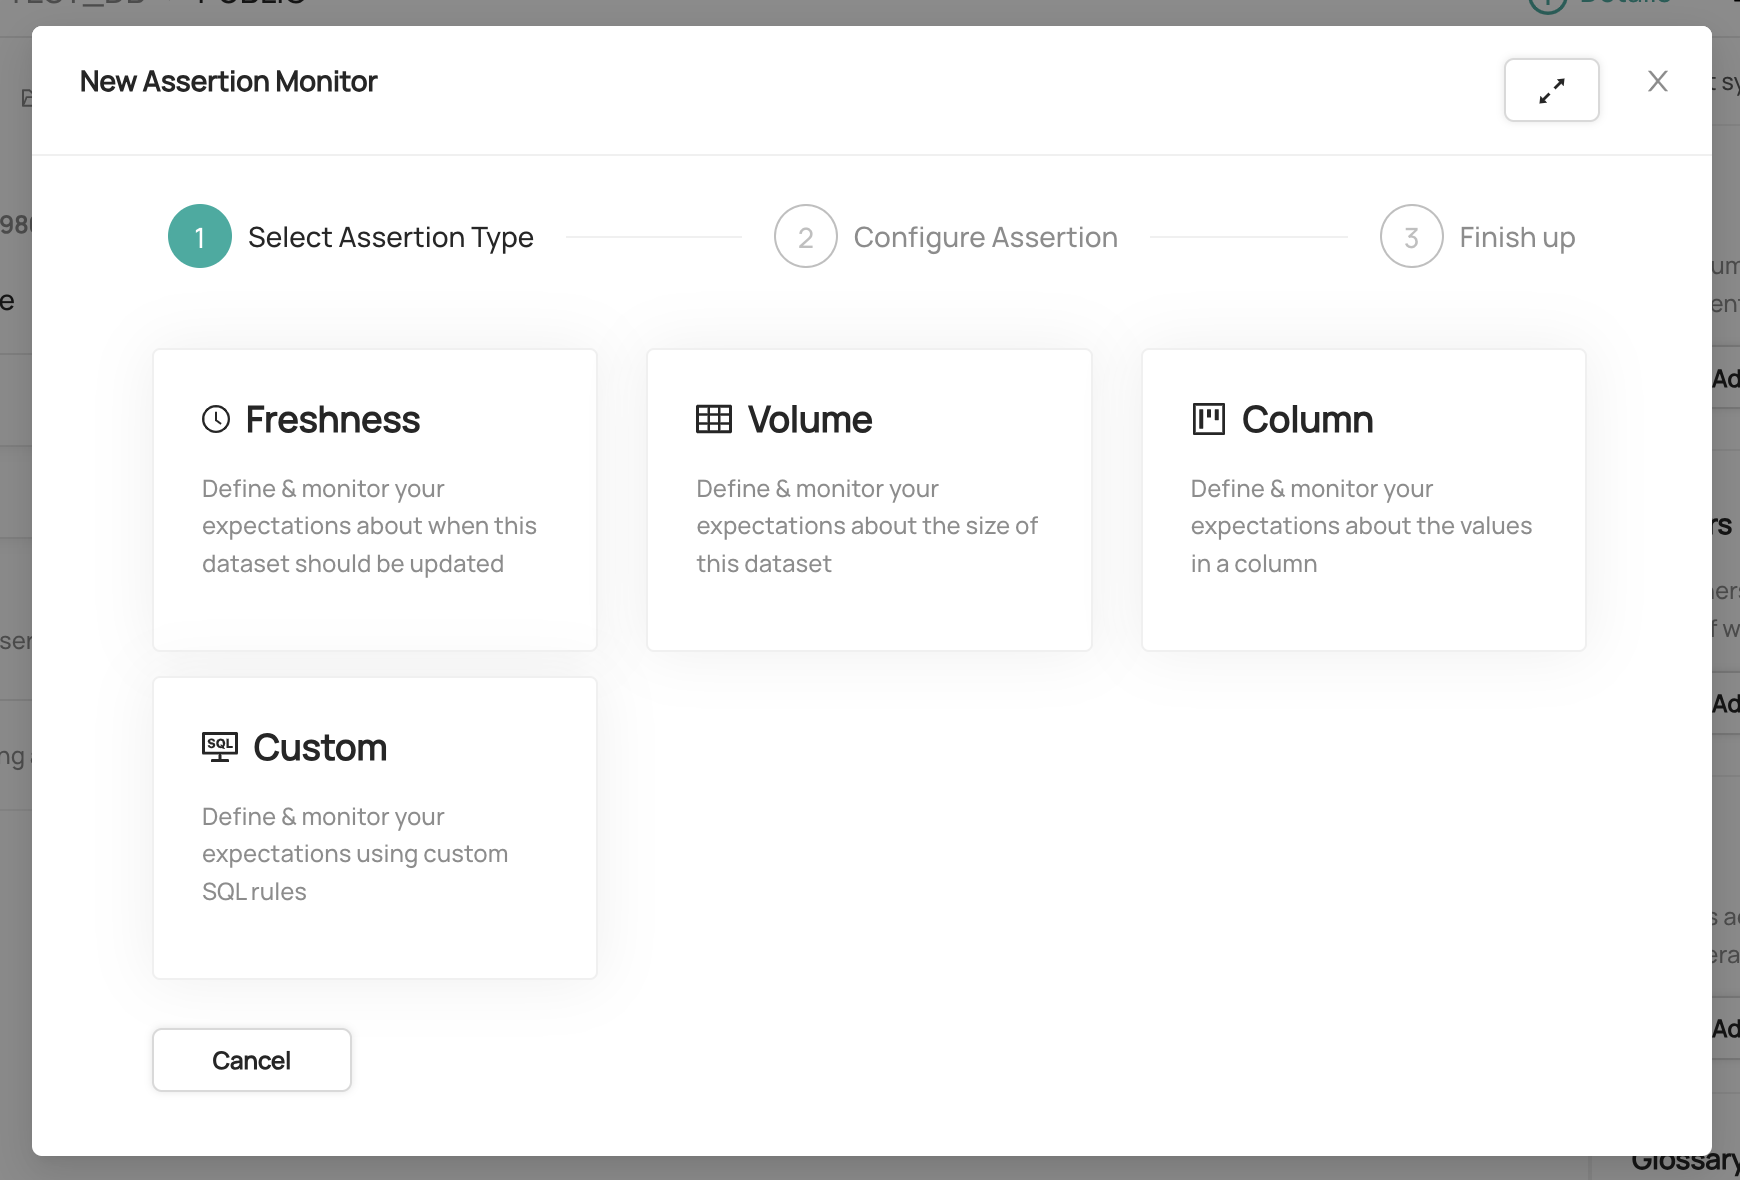 PUBLIC
Details
New Assertion Monitor
1 Select Assertion Type
2 Configure Assertion
3 Finish up
Freshness
Define & monitor your
expectations about when this
dataset should be updated
Volume
Define & monitor your
expectations about the size of
this dataset
Column
Define & monitor your
expectations about the values
in a column
SQL Custom
Define & monitor your
expectations using custom
SQL rules
Cancel
Glossary